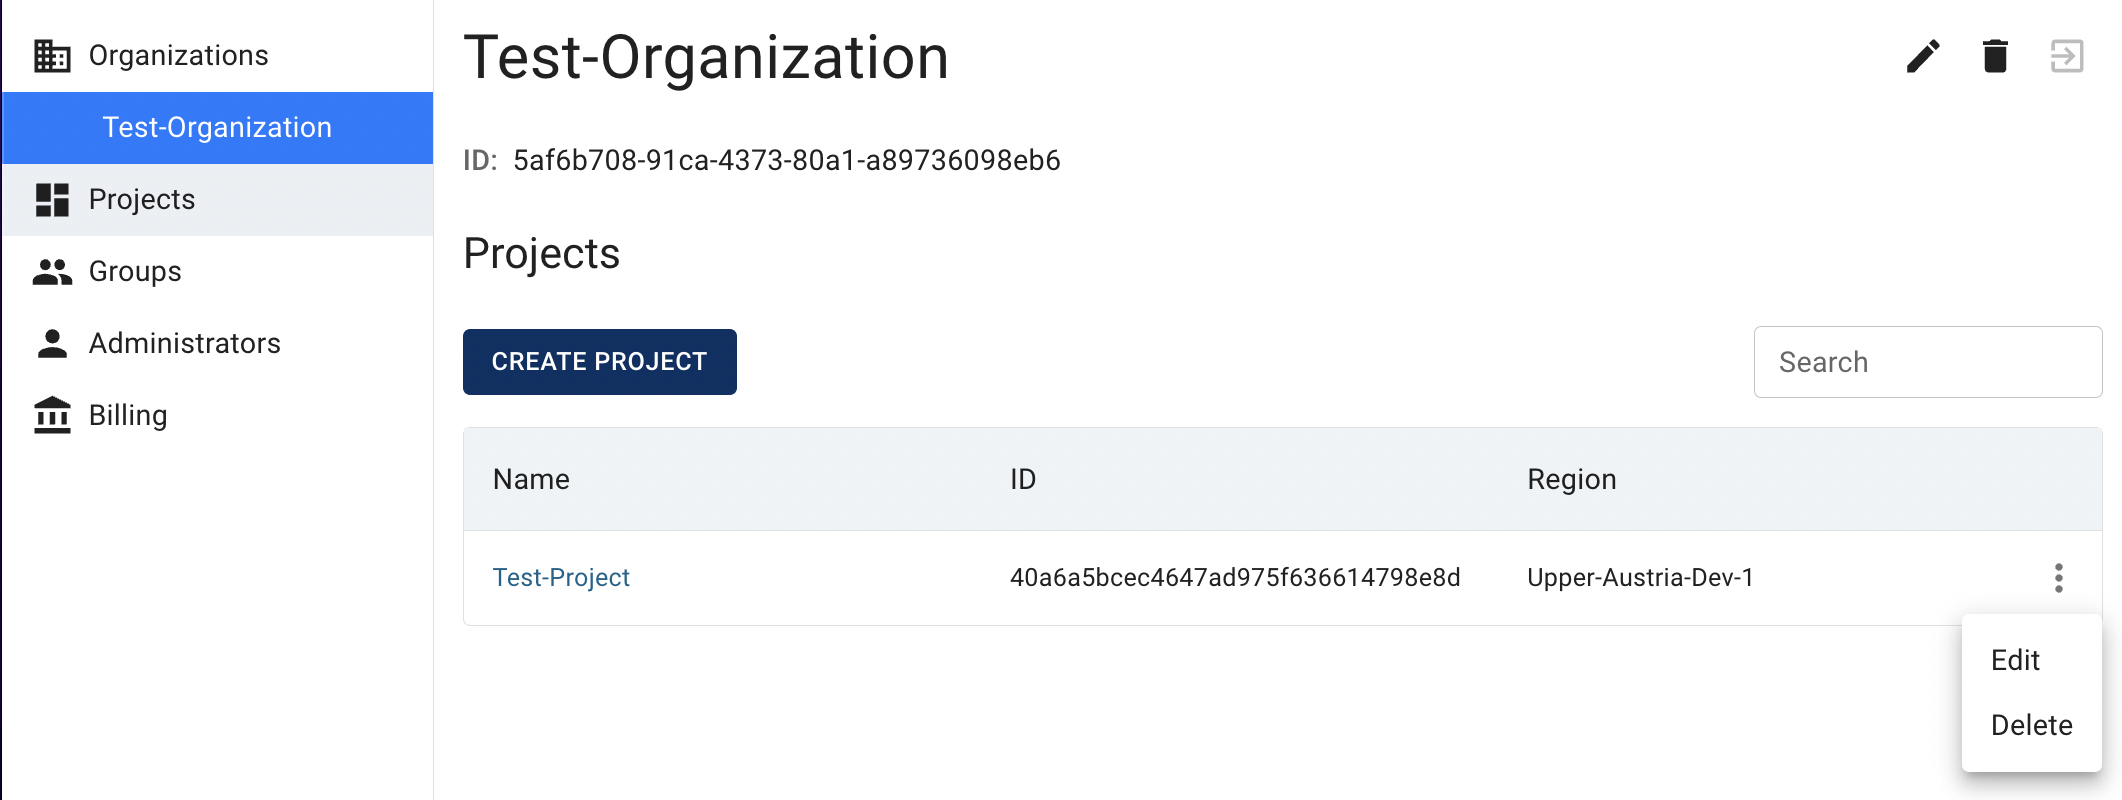 Organizations
Test-Organization
Projects
Groups
Administrators
Billing
Test-Organization
ID: 5af6b708-91ca-4373-80a1-a89736098eb6
Projects
CREATE PROJECT
Search
Name ID Region
Test-Project 40a6a5bcec4647ad975f636614798e8d Upper-Austria-Dev-1
Edit
Delete